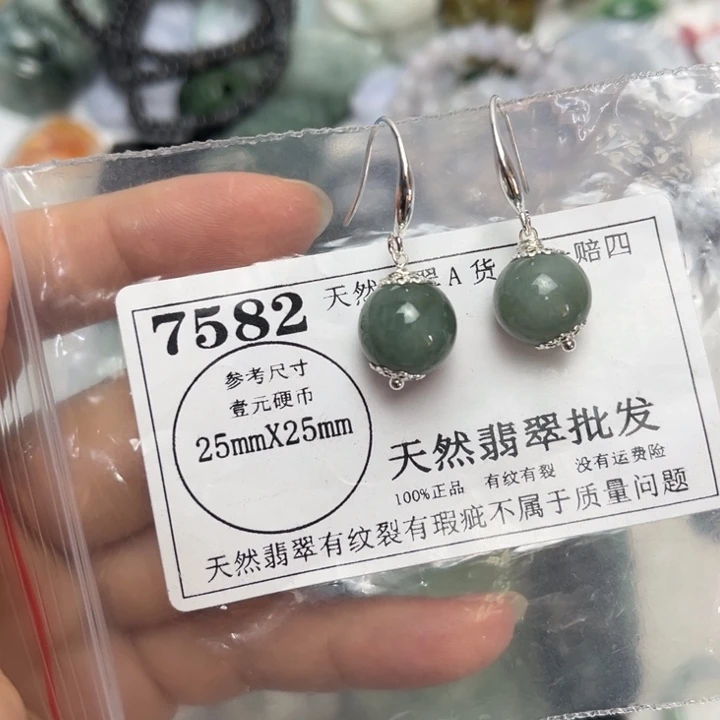 7582
天然翠A货 赔四
参考尺寸
壹元硬币
25mmX25mm
天然翡翠批发
100%正品 有纹有裂 没有运费险
天然翡翠有纹裂有瑕疵不属于质量问题